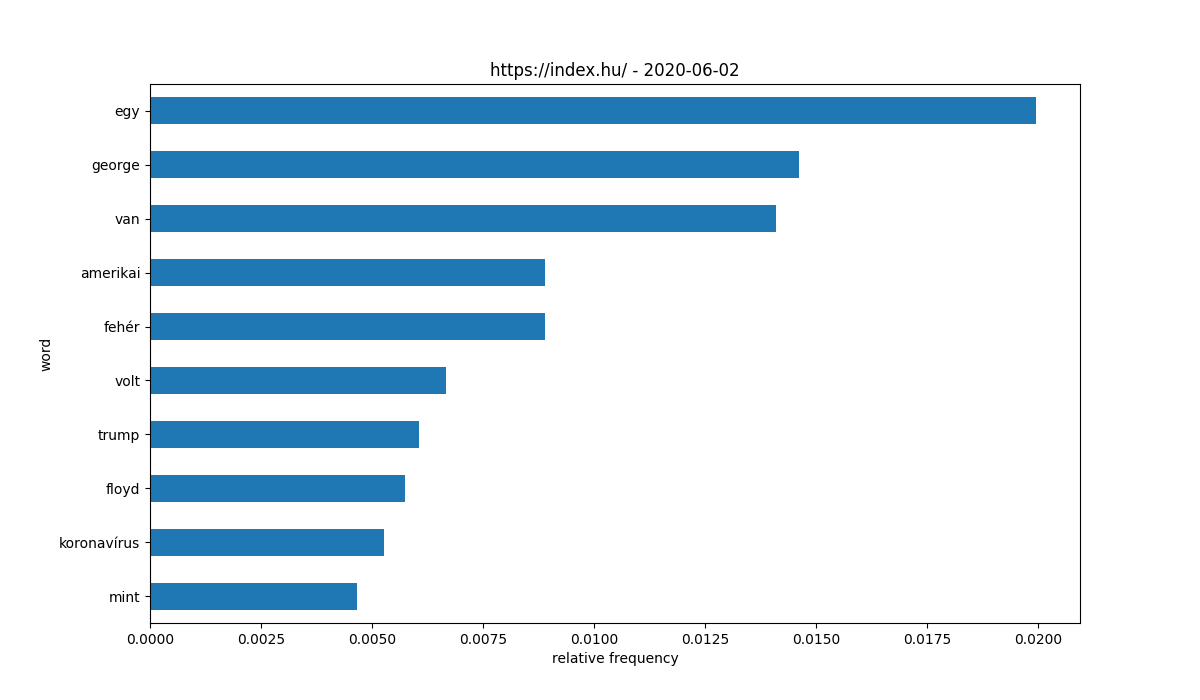 https://index.hu/ - 2020-06-02
egy
george
van
amerikai
fehér
volt
trump
floyd
koronavírus
mint
word
0.0000 0.0025 0.0050 0.0075 0.0100 0.0125 0.0150 0.0175 0.0200
relative frequency